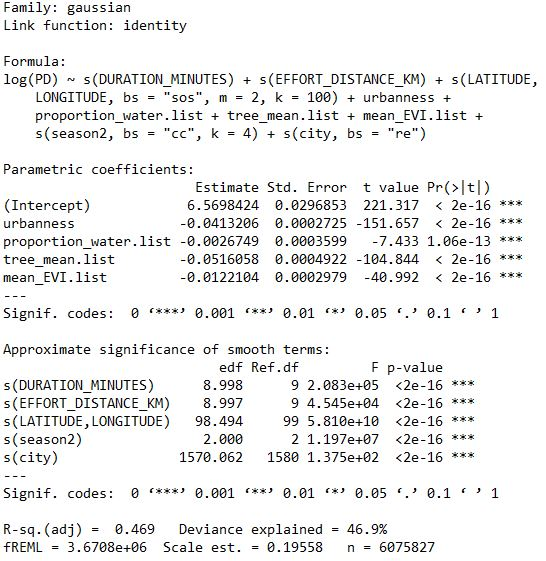 Family: gaussian
Link function: identity
Formula:
log(PD) ~ s(DURATION_MINUTES) + s(EFFORT_DISTANCE_KM) + s(LATITUDE,
LONGITUDE, bs = "sos", m = 2, k = 100) + urbanness +
proportion_water.list + tree_mean.list + mean_EVI.list +
s(season2, bs = "cc", k = 4) + s(city, bs = "re")
Parametric coefficients:
Estimate Std. Error t value Pr(>|t|)
(Intercept) 6.5698424 0.0296853 221.317 < 2e-16 ***
urbanness -0.0413206 0.0002725 -151.657 < 2e-16 ***
proportion_water.list -0.0026749 0.0003599 -7.433 1.06e-13 ***
tree_mean.list -0.0516058 0.0004922 -104.844 < 2e-16 ***
mean_EVI.list -0.0122104 0.0002979 -40.992 < 2e-16 ***
---
Signif. codes: 0 ‘***’ 0.001 ‘**’ 0.01 ‘*’ 0.05 ‘.’ 0.1 ‘ ’ 1
Approximate significance of smooth terms:
edf Ref.df F p-value
s(DURATION_MINUTES) 8.998 9 2.083e+05 <2e-16 ***
s(EFFORT_DISTANCE_KM) 8.997 9 4.545e+04 <2e-16 ***
s(LATITUDE,LONGITUDE) 98.494 99 5.810e+10 <2e-16 ***
s(season2) 2.000 2 1.197e+07 <2e-16 ***
s(city) 1570.062 1580 1.375e+02 <2e-16 ***
---
Signif. codes: 0 ‘***’ 0.001 ‘**’ 0.01 ‘*’ 0.05 ‘.’ 0.1 ‘ ’ 1
R-sq.(adj) = 0.469 Deviance explained = 46.9%
fREML = 3.6708e+06 Scale est. = 0.19558 n = 6075827